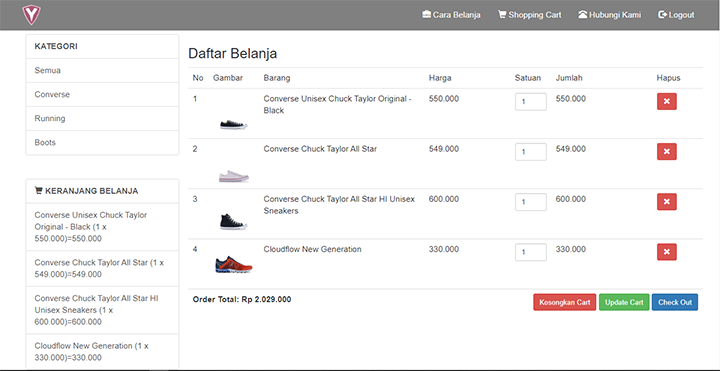 Cara Belanja Shopping Cart Hubungi Kami Logout
KATEGORI
Semua
Converse
Running
Boots
KERANJANG BELANJA
Converse Unisex Chuck Taylor
Original - Black (1 x
550.000)=550.000
Converse Chuck Taylor All Star (1 x
549.000)=549.000
Converse Chuck Taylor All Star HI
Unisex Sneakers (1 x
600.000)=600.000
Cloudflow New Generation (1 x
330.000)=330.000
Daftar Belanja
No Gambar Barang Harga Satuan Jumlah Hapus
1 Converse Unisex Chuck Taylor Original - 550.000 1 550.000
Black
2 Converse Chuck Taylor All Star 549.000 1 549.000
3 Converse Chuck Taylor All Star HI Unisex 600.000 1 600.000
Sneakers
4 Cloudflow New Generation 330.000 1 330.000
Order Total: Rp 2.029.000 Kosongkan Cart Update Cart Check Out